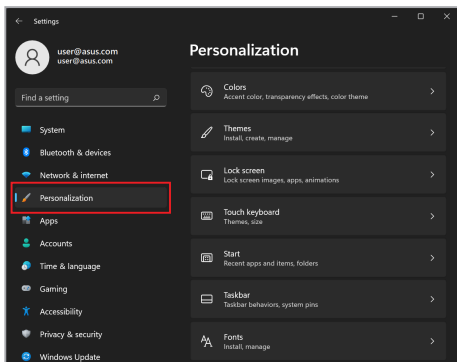 Settings
user@asus.com
user@asus.com
Find a setting
System
Bluetooth & devices
Network & internet
Personalization
Apps
Accounts
Time & language
Gaming
Accessibility
Privacy & security
Windows Update
Personalization
Colors
Accent color, transparency effects, color theme
Themes
Install, create, manage
Lock screen
Lock screen images, apps, animations
Touch keyboard
Themes, size
Start
Recent apps and items, folders
Taskbar
Taskbar behaviors, system pins
Fonts
Install, manage